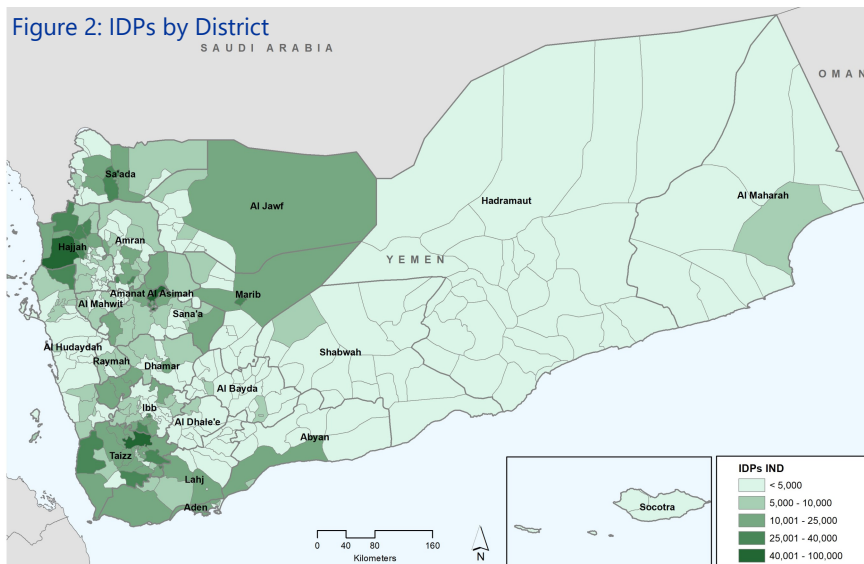 Figure 2: IDPs by District
SAUDI ARABIA
OMAN
Sa'ada
Al Jawf
Hadramaut
Al Maharah
Hajjah
Amran
YEMEN
Amanat Al Asimah
Marib
Al Mahwit
Sana'a
Al Hudaydah
Shabwah
Raymah
Dhamar
Al Bayda
Ibb
Al Dhale'e
Abyan
Taizz
Lahj
Aden
Socotra
0 40 80 160
Kilometers
N
IDPs IND
< 5,000
5,000 - 10,000
10,001 - 25,000
25,001 - 40,000
40,001 - 100,000